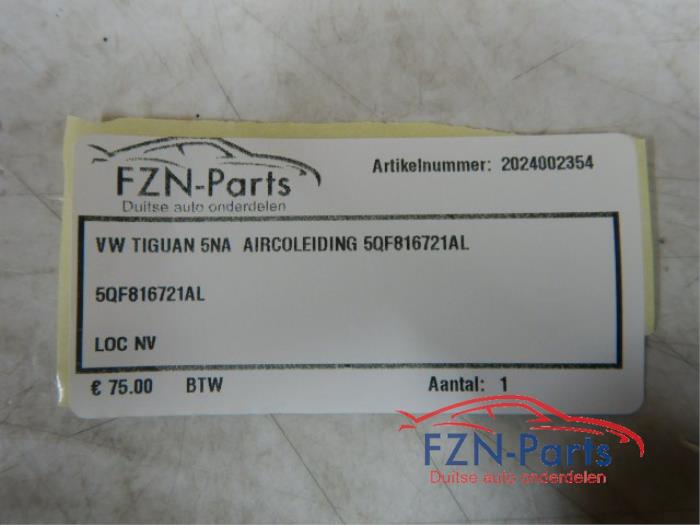 FZN-Parts
Duitse auto onderdelen
Artikelnummer: 2024002354
VW TIGUAN 5NA AIRCOLEIDING 5QF816721AL
5QF816721AL
LOC NV
€ 75.00 BTW Aantal: 1
FZN-Parts
Duitse auto onderdelen